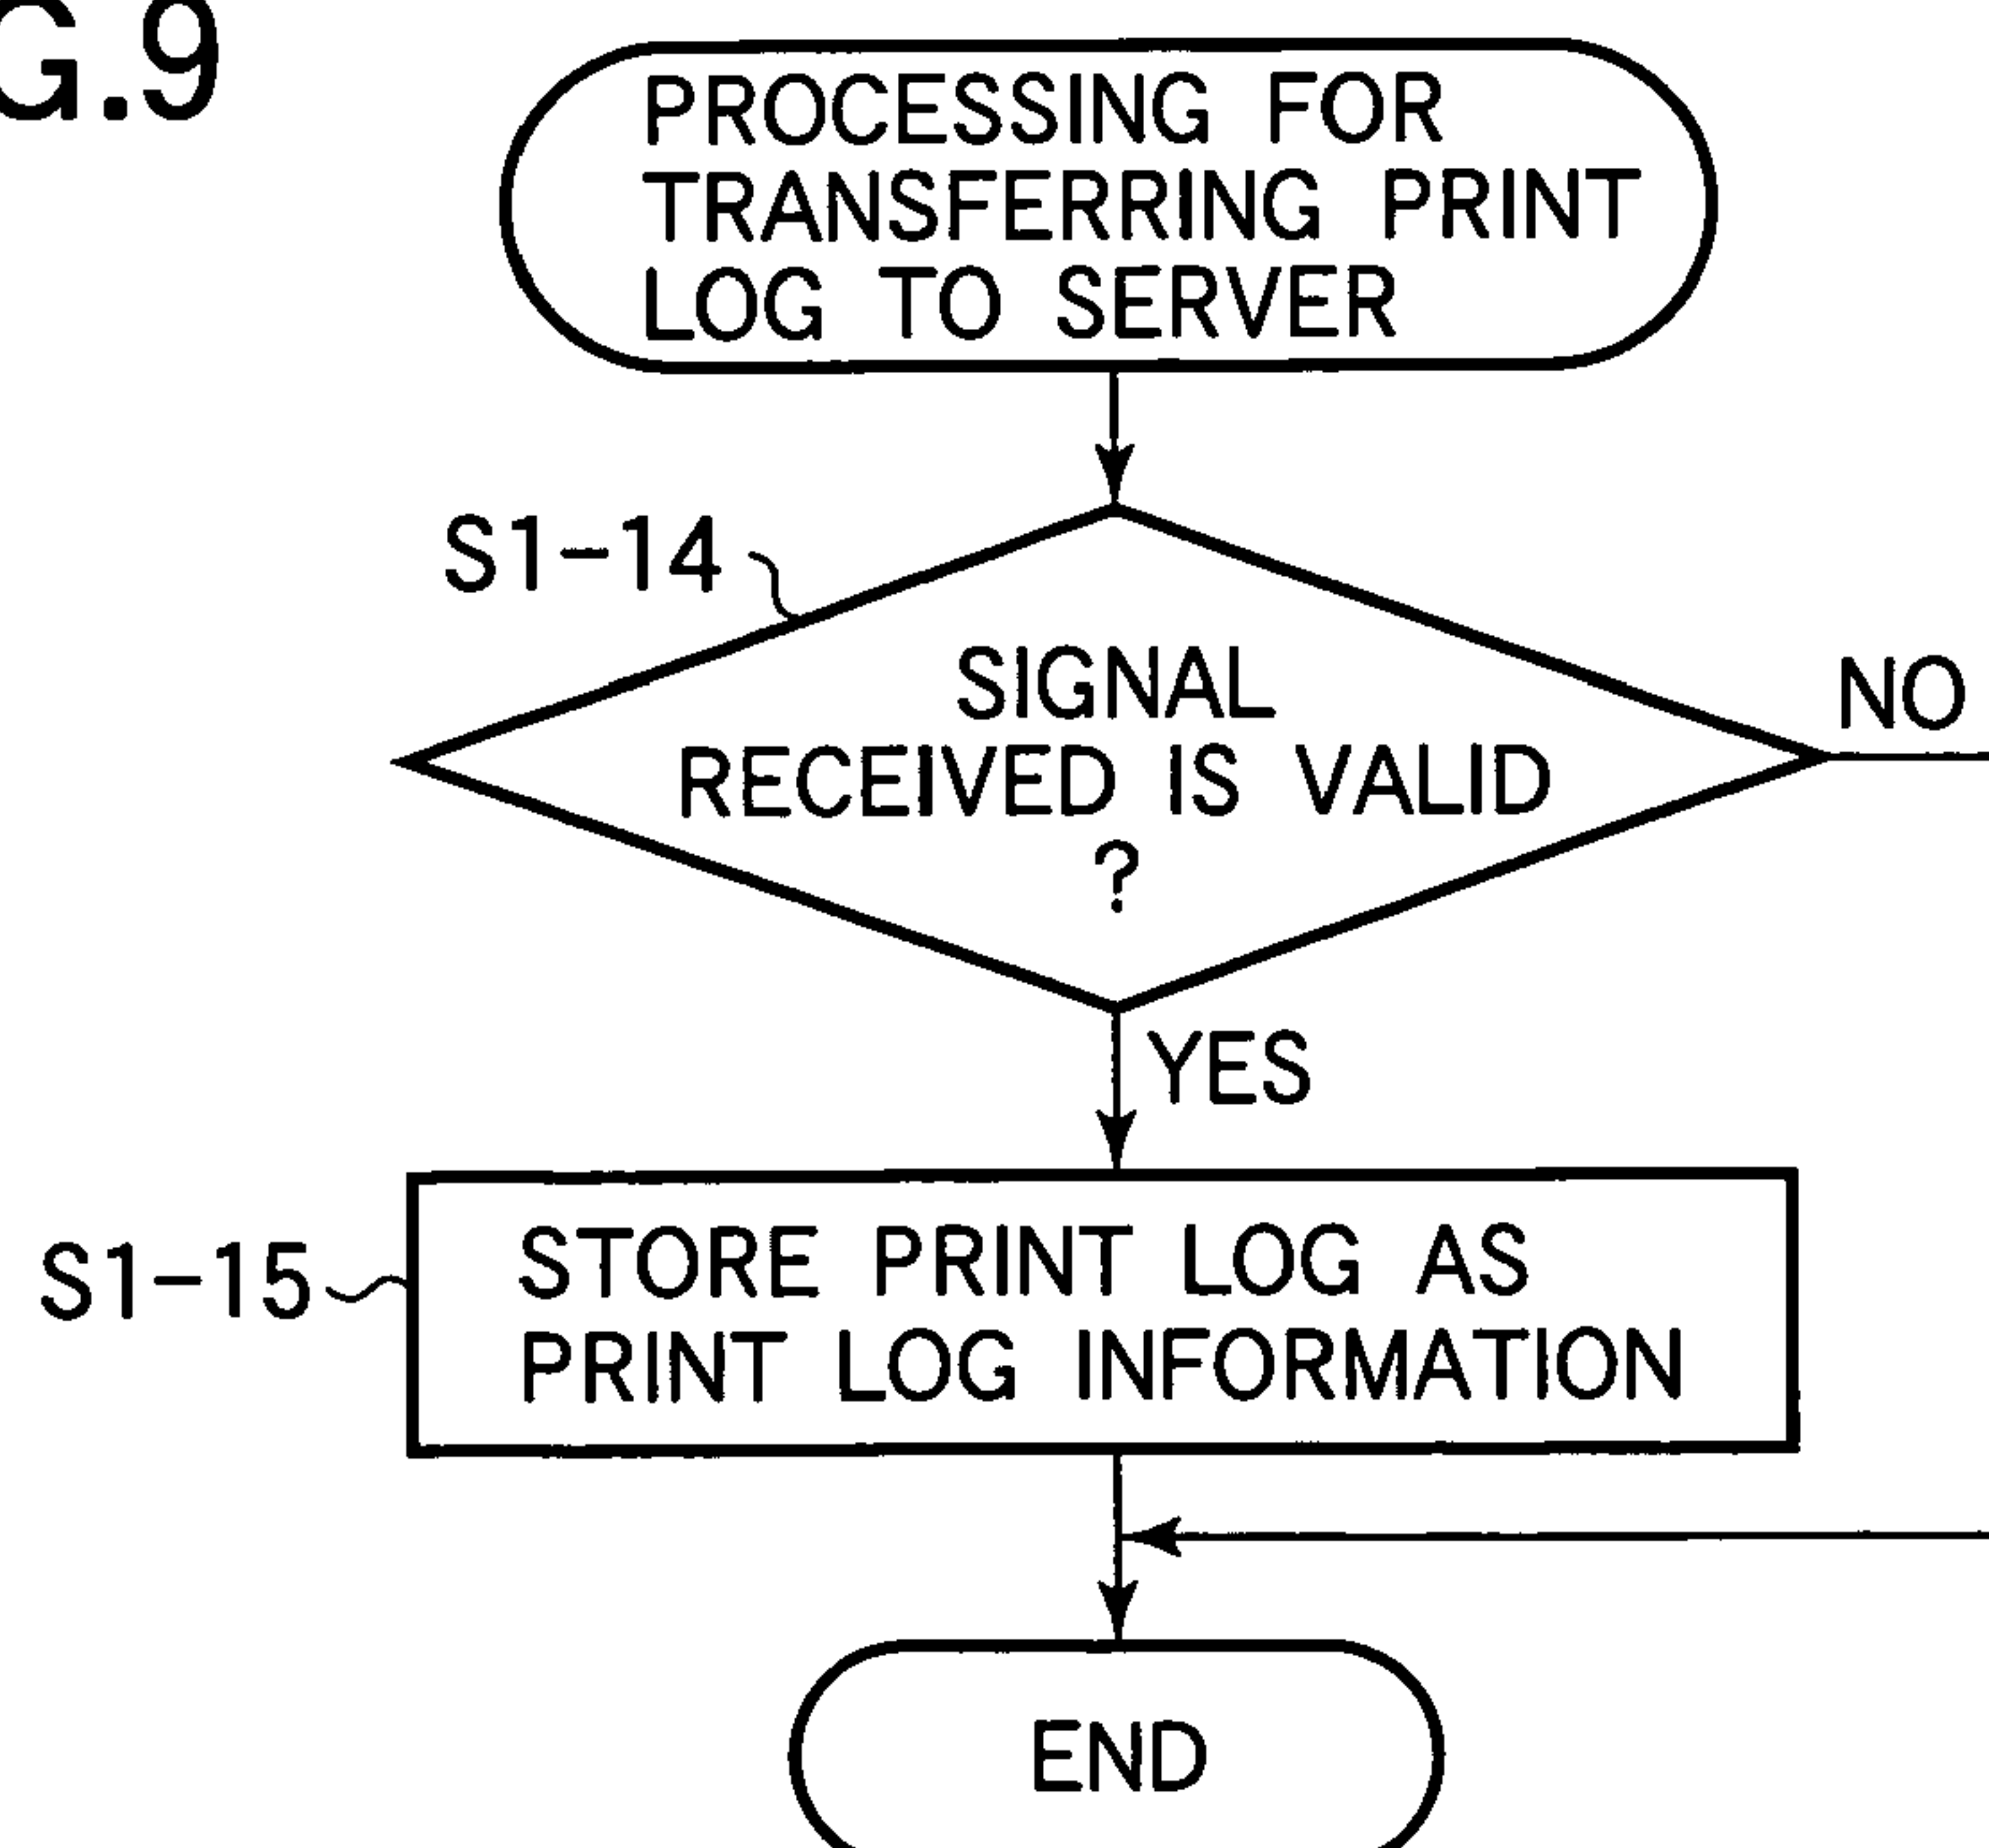 G.9
PROCESSING FOR
TRANSFERRING PRINT
LOG TO SERVER
S1-14
SIGNAL
RECEIVED IS VALID
?
NO
YES
S1-15
STORE PRINT LOG AS
PRINT LOG INFORMATION
END